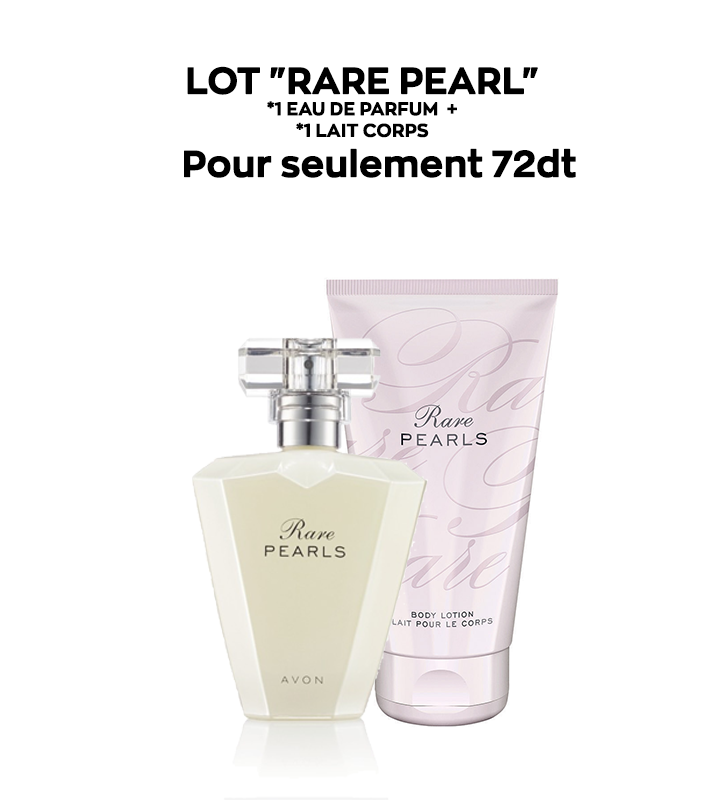 LOT "RARE PEARL"
*1 EAU DE PARFUM +
*1 LAIT CORPS
Pour seulement 72dt
Rare
PEARLS
BODY LOTION
LAIT POUR LE CORPS
Rare
PEARLS
AVON